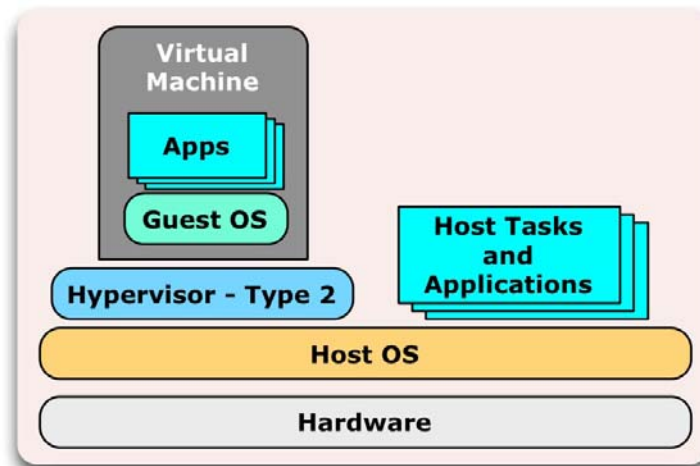 Virtual
Machine
Apps
Guest OS
Host Tasks
and
Applications
Hypervisor - Type 2
Host OS
Hardware